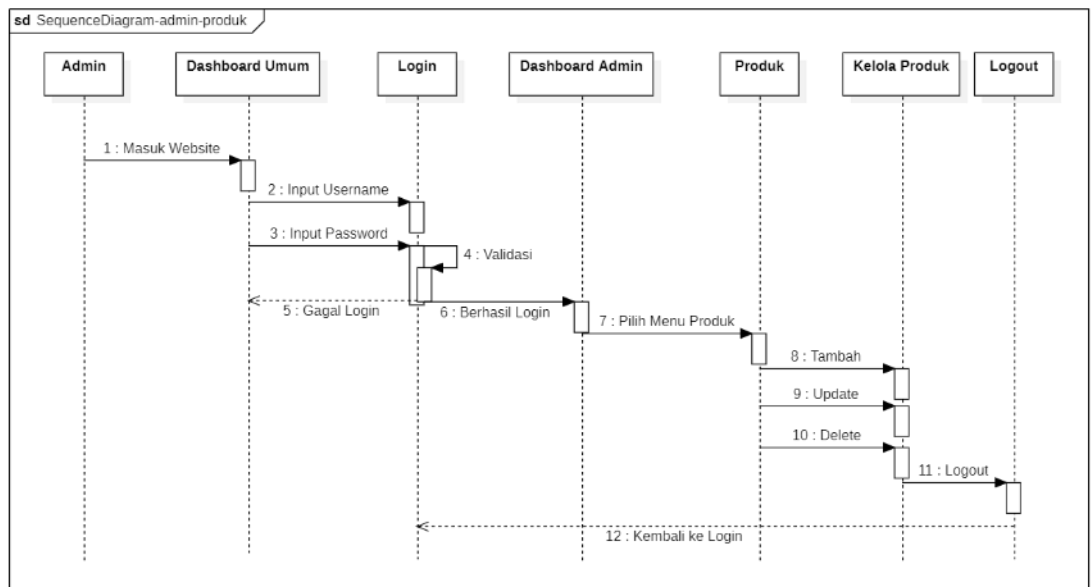 sd SequenceDiagram-admin-produk
Admin
Dashboard Umum
Login
Dashboard Admin
Produk
Kelola Produk
Logout
1 : Masuk Website
2 : Input Username
3 : Input Password
4 : Validasi
5 : Gagal Login
6 : Berhasil Login
7 : Pilih Menu Produk
8 : Tambah
9 : Update
10 : Delete
11 : Logout
12 : Kembali ke Login